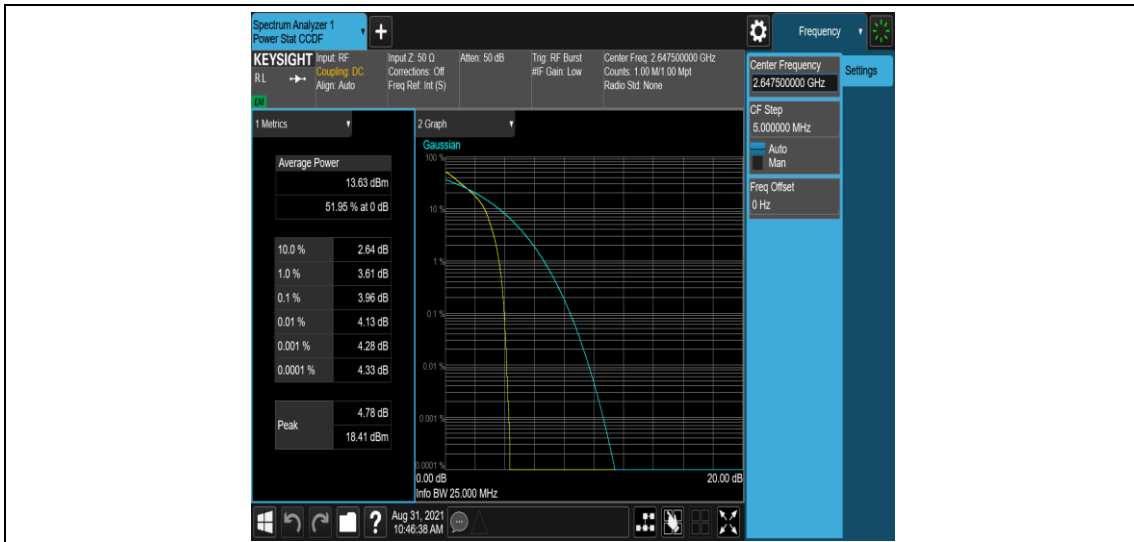 Spectrum Analyzer 1
Power Stat CCDF
+
Frequency
KEYSIGHT
RL
LXI
Input: RF
Coupling: DC
Align: Auto
Input Z: 50 Ω
Corrections: Off
Freq Ref: Int (S)
Atten: 50 dB
Trig: RF Burst
#IF Gain: Low
Center Freq: 2.647500000 GHz
Counts: 1.00 M/1.00 Mpt
Radio Std: None
Center Frequency
2.647500000 GHz
Settings
CF Step
5.000000 MHz
Auto
Man
Freq Offset
0 Hz
1 Metrics
Average Power
13.63 dBm
51.95 % at 0 dB
10.0 % 2.64 dB
1.0 % 3.61 dB
0.1 % 3.96 dB
0.01 % 4.13 dB
0.001 % 4.28 dB
0.0001 % 4.33 dB
Peak
4.78 dB
18.41 dBm
2 Graph
Gaussian
100 %
10 %
1 %
0.1 %
0.01 %
0.001 %
0.0001 %
0.00 dB 20.00 dB
Info BW 25.000 MHz
?
Aug 31, 2021
10:46:38 AM